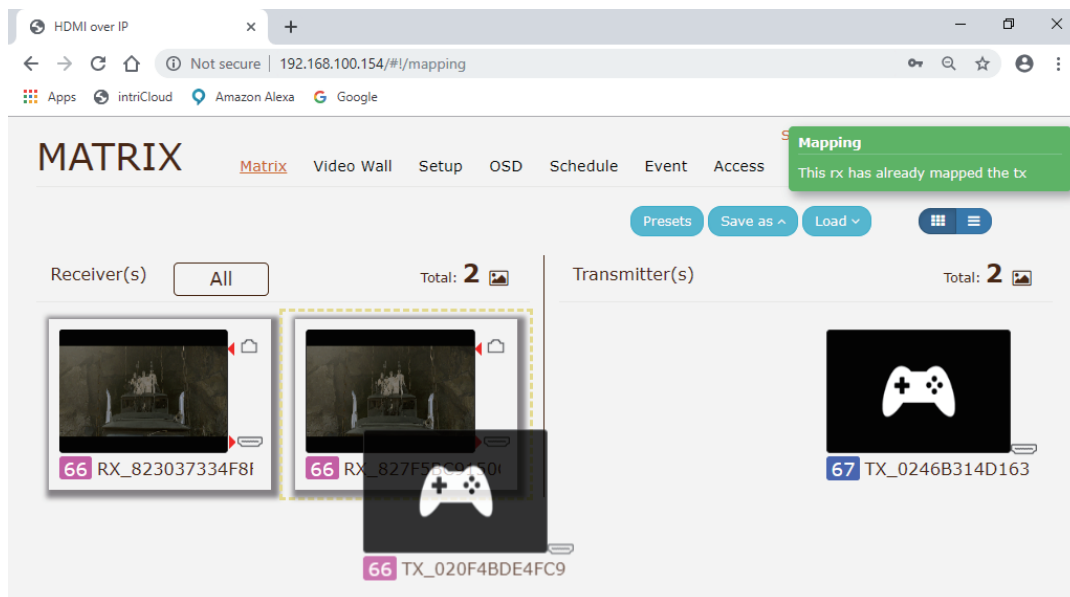 HDMI over IP
Not secure | 192.168.100.154/#!/mapping
Apps intriCloud Amazon Alexa Google
MATRIX Matrix Video Wall Setup OSD Schedule Event Access
Mapping
This rx has already mapped the tx
Presets Save as Load
Receiver(s) All Total: 2 Transmitter(s) Total: 2
66 RX_823037334F8 66 RX_827F5BC9150 67 TX_0246B314D163
66 TX_020F4BDE4FC9